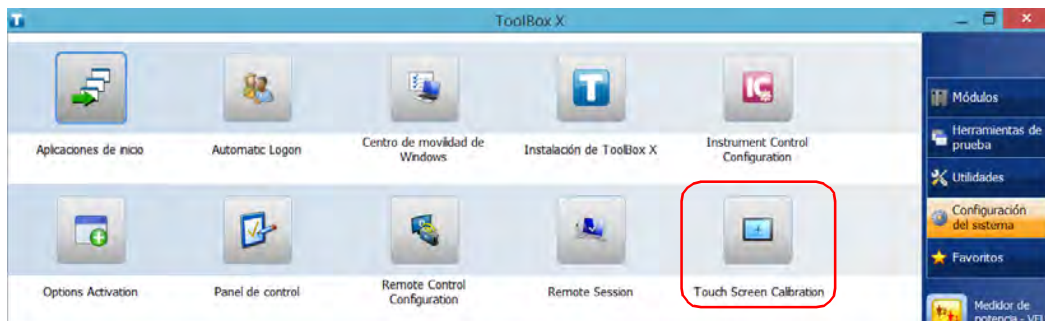 ToolBox X
Aplicaciones de inicio
Automatic Logon
Centro de movilidad de
Windows
Instalación de ToolBox X
Instrument Control
Configuration
Options Activation
Panel de control
Remote Control
Configuration
Remote Session
Touch Screen Calibration
Módulos
Herramientas de
prueba
Utilidades
Configuración
del sistema
Favoritos
Medidor de
potencia - VFL